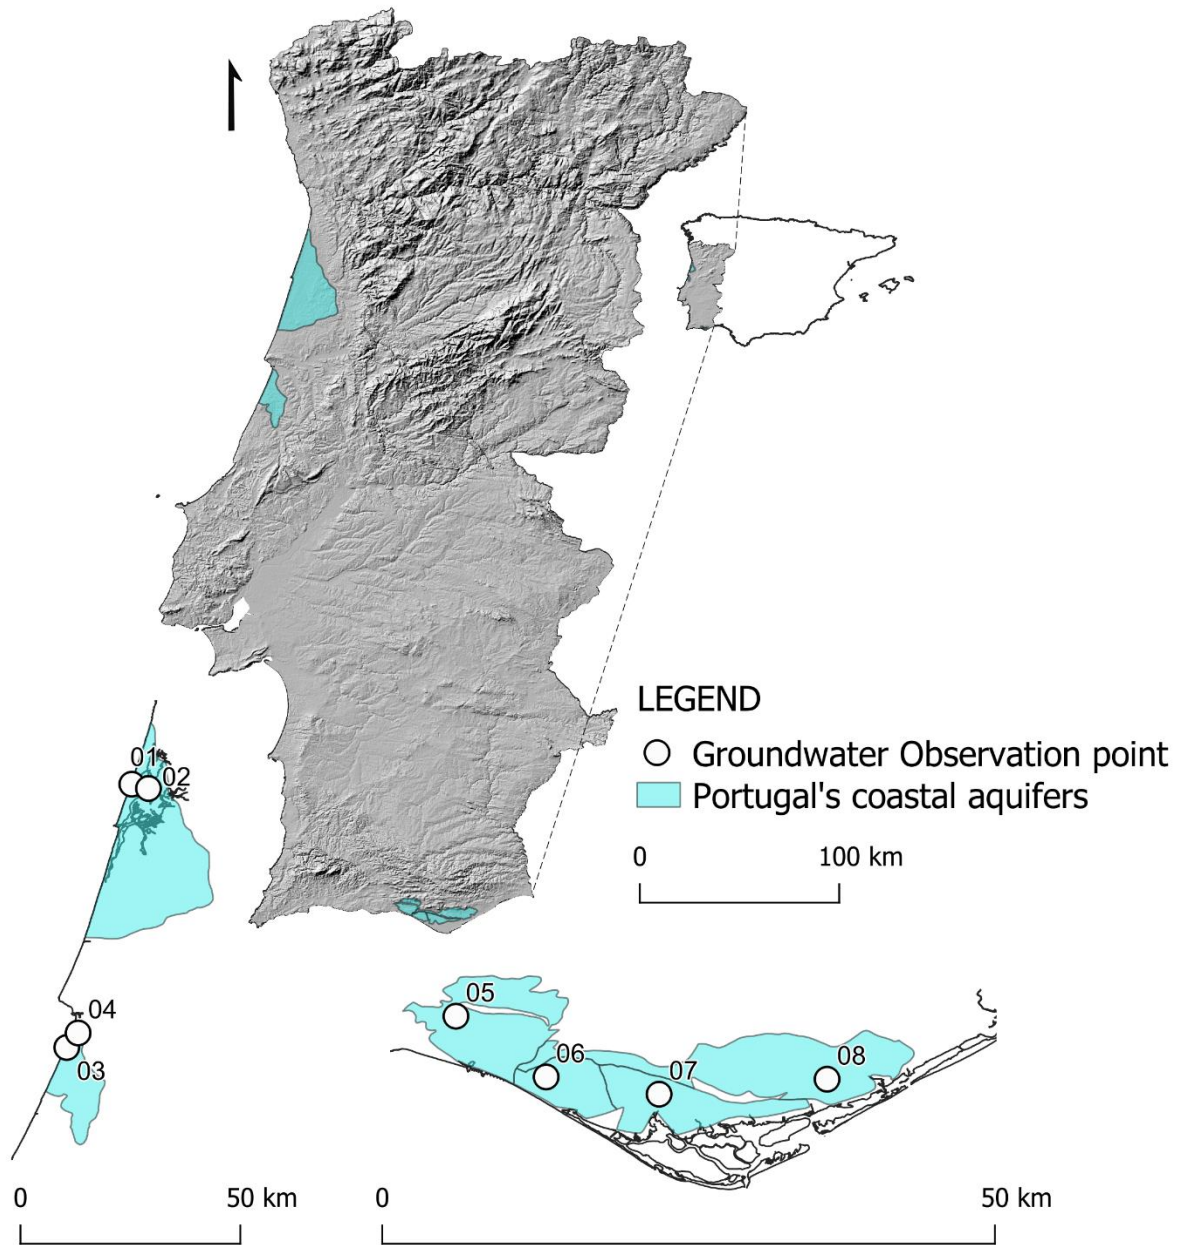 LEGEND
Groundwater Observation point
Portugal's coastal aquifers
0 100 km
01
02
04
03
0 50 km
05
06
07
08
0 50 km